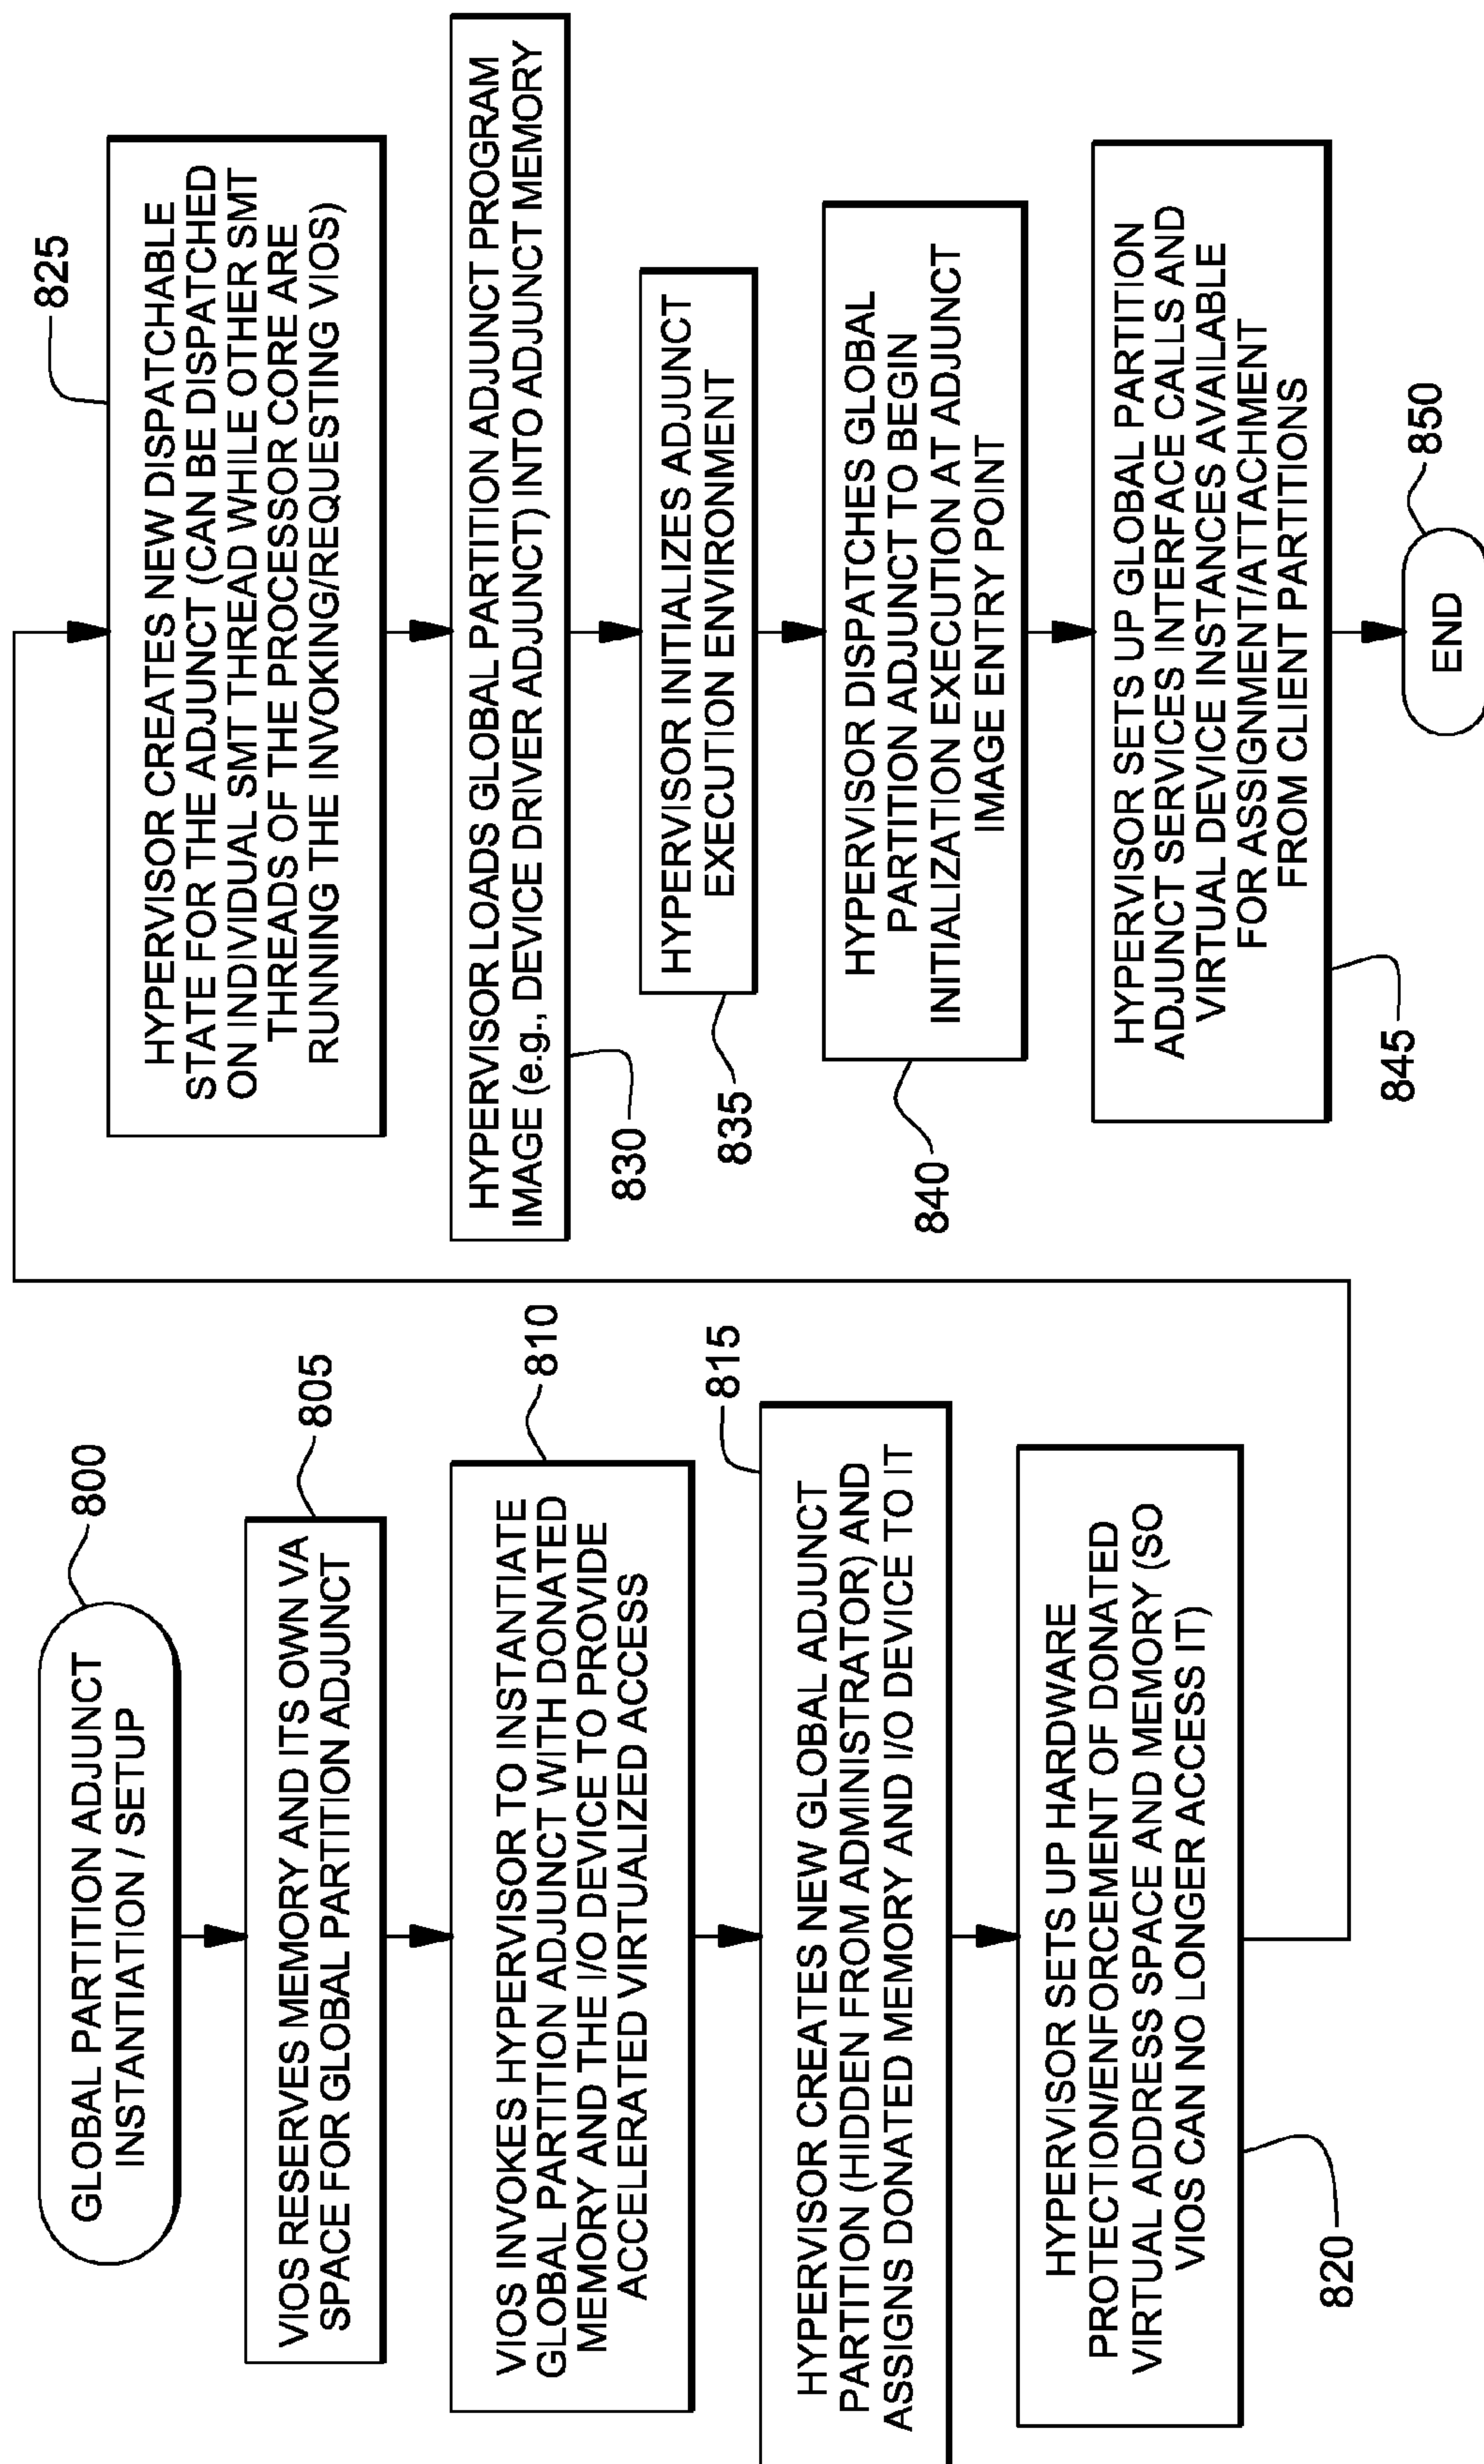 GLOBAL PARTITION ADJUNCT
INSTANTIATION / SETUP
800
VIOS RESERVES MEMORY AND ITS OWN VA
SPACE FOR GLOBAL PARTITION ADJUNCT
805
VIOS INVOKES HYPERVISOR TO INSTANTIATE
GLOBAL PARTITION ADJUNCT WITH DONATED
MEMORY AND THE I/O DEVICE TO PROVIDE
ACCELERATED VIRTUALIZED ACCESS
810
HYPERVISOR CREATES NEW GLOBAL ADJUNCT
PARTITION (HIDDEN FROM ADMINISTRATOR) AND
ASSIGNS DONATED MEMORY AND I/O DEVICE TO IT
815
HYPERVISOR SETS UP HARDWARE
PROTECTION/ENFORCEMENT OF DONATED
VIRTUAL ADDRESS SPACE AND MEMORY (SO
VIOS CAN NO LONGER ACCESS IT)
820
HYPERVISOR CREATES NEW DISPATCHABLE
STATE FOR THE ADJUNCT (CAN BE DISPATCHED
ON INDIVIDUAL SMT THREAD WHILE OTHER SMT
THREADS OF THE PROCESSOR CORE ARE
RUNNING THE INVOKING/REQUESTING VIOS)
825
HYPERVISOR LOADS GLOBAL PARTITION ADJUNCT PROGRAM
IMAGE (e.g., DEVICE DRIVER ADJUNCT) INTO ADJUNCT MEMORY
830
HYPERVISOR INITIALIZES ADJUNCT
EXECUTION ENVIRONMENT
835
HYPERVISOR DISPATCHES GLOBAL
PARTITION ADJUNCT TO BEGIN
INITIALIZATION EXECUTION AT ADJUNCT
IMAGE ENTRY POINT
840
HYPERVISOR SETS UP GLOBAL PARTITION
ADJUNCT SERVICES INTERFACE CALLS AND
VIRTUAL DEVICE INSTANCES AVAILABLE
FOR ASSIGNMENT/ATTACHMENT
FROM CLIENT PARTITIONS
845
END
850